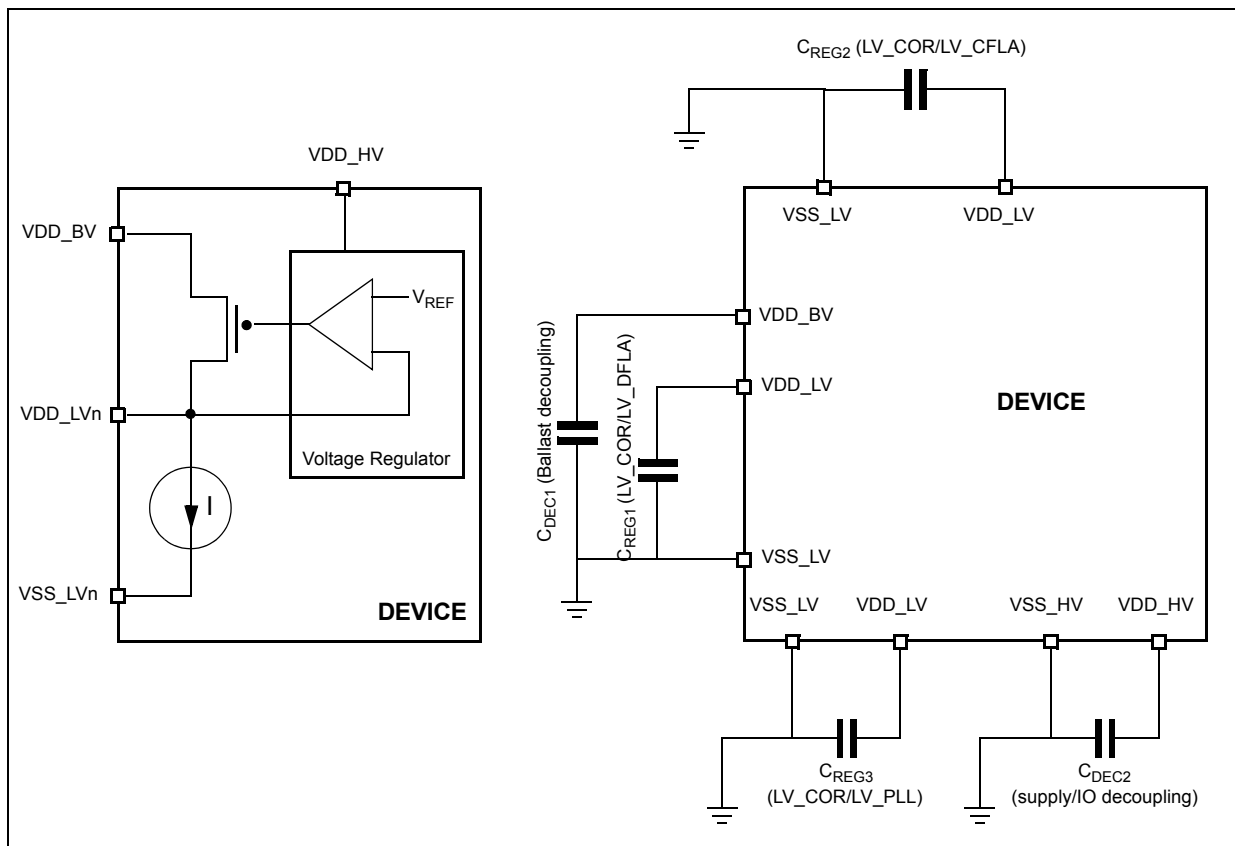 VDD_HV
VDD_BV
VREF
VDD_LVn
Voltage Regulator
I
VSS_LVn
DEVICE
CREG2 (LV_COR/LV_CFLA)
VSS_LV
VDD_LV
VDD_BV
VDD_LV
DEVICE
CDEC1 (Ballast decoupling)
CREG1 (LV_COR/LV_DFLA)
VSS_LV
VSS_LV
VDD_LV
VSS_HV
VDD_HV
CREG3
(LV_COR/LV_PLL)
CDEC2
(supply/IO decoupling)